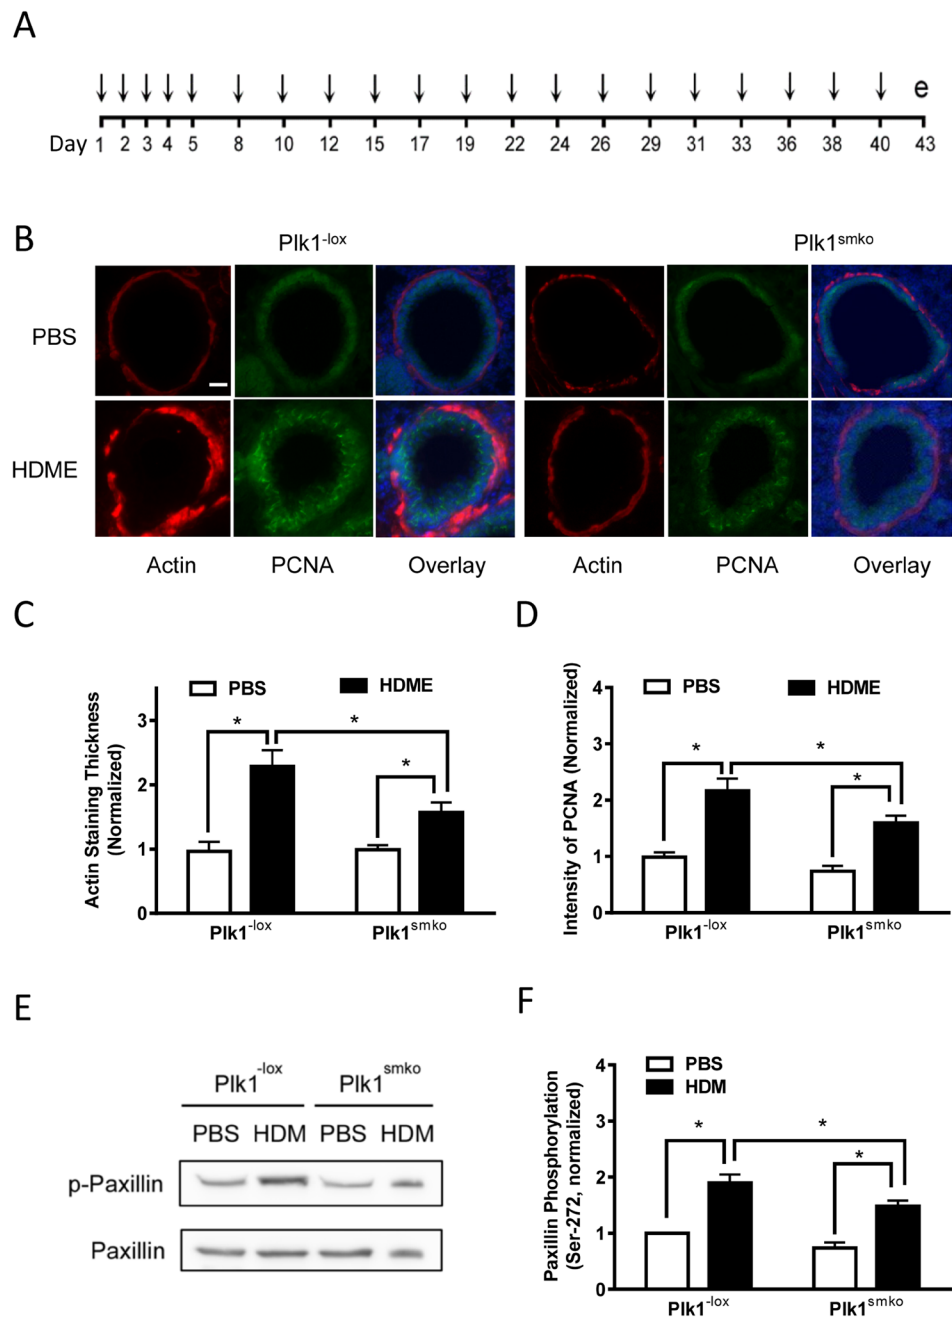 A
e
Day 1 2 3 4 5 8 10 12 15 17 19 22 24 26 29 31 33 36 38 40 43
B
Plk1-lox Plk1smko
PBS
HDME
Actin PCNA Overlay Actin PCNA Overlay
C
Actin Staining Thickness
(Normalized)
PBS HDME
* * *
3
2
1
0
Plk1-lox Plk1smko
D
Intensity of PCNA (Normalized)
PBS HDME
* * *
4
3
2
1
0
Plk1-lox Plk1smko
E
Plk1-lox Plk1smko
PBS HDM PBS HDM
p-Paxillin
Paxillin
F
Paxillin Phosphorylation
(Ser-272, normalized)
PBS
HDM
* * *
4
3
2
1
0
Plk1-lox Plk1smko